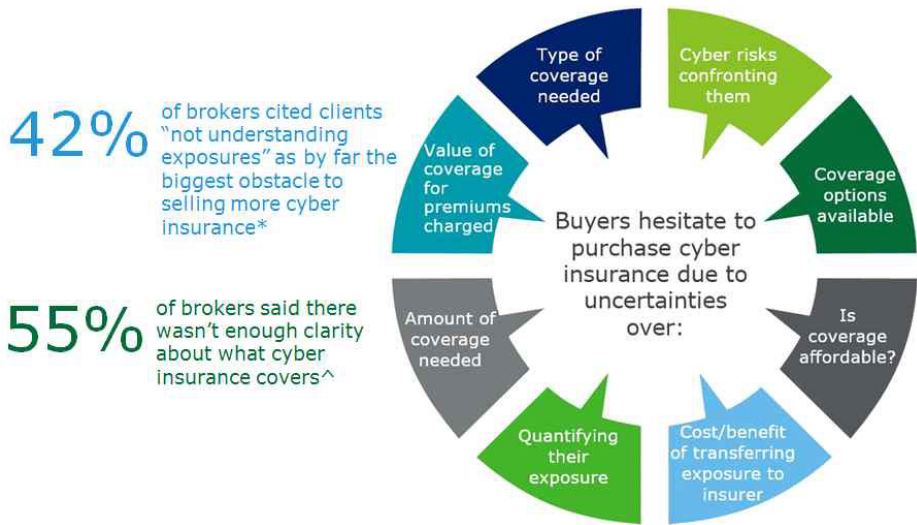 42%
of brokers cited clients
“not understanding
exposures” as by far the
biggest obstacle to
selling more cyber
insurance*
55%
of brokers said there
wasn’t enough clarity
about what cyber
insurance covers^
Type of
coverage
needed
Cyber risks
confronting
them
Coverage
options
available
Is
coverage
affordable?
Cost/benefit
of transferring
exposure to
insurer
Quantifying
their
exposure
Amount of
coverage
needed
Value of
coverage
for
premiums
charged
Buyers hesitate to
purchase cyber
insurance due to
uncertainties
over: